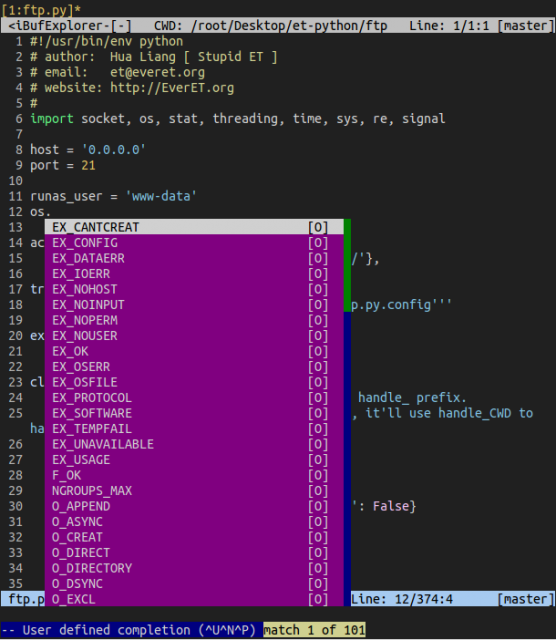 [1:ftp.py]*
<iBufExplorer-[-]   CWD: /root/Desktop/et-python/ftp   Line: 1/1:1 [master]
1 #!/usr/bin/env python
2 # author:  Hua Liang [ Stupid ET ]
3 # email:   et@everet.org
4 # website: http://EverET.org
5 #
6 import socket, os, stat, threading, time, sys, re, signal
7
8 host = '0.0.0.0'
9 port = 21
10
11 runas_user = 'www-data'
12 os.
13 EX_CANTCREAT [O]
14 ac EX_CONFIG [O]
15 EX_DATAERR [O] /'},
16 EX_IOERR [O]
17 tr EX_NOHOST [O]
18 EX_NOINPUT [O] p.py.config'''
19 EX_NOPERM [O]
20 ex EX_NOUSER [O]
21 EX_OK [O]
22 EX_OSERR [O]
23 cl EX_OSFILE [O]
24 EX_PROTOCOL [O] handle_ prefix.
25 EX_SOFTWARE [O] , it'll use handle_CWD to
ha EX_TEMPFAIL [O]
26 EX_UNAVAILABLE [O]
27 EX_USAGE [O]
28 F_OK [O]
29 NGROUPS_MAX [O]
30 O_APPEND [O] ': False}
31 O_ASYNC [O]
32 O_CREAT [O]
33 O_DIRECT [O]
34 O_DIRECTORY [O]
35 O_DSYNC [O]
ftp.p O_EXCL [O] Line: 12/374:4 [master]
-- User defined completion (^U^N^P) match 1 of 101